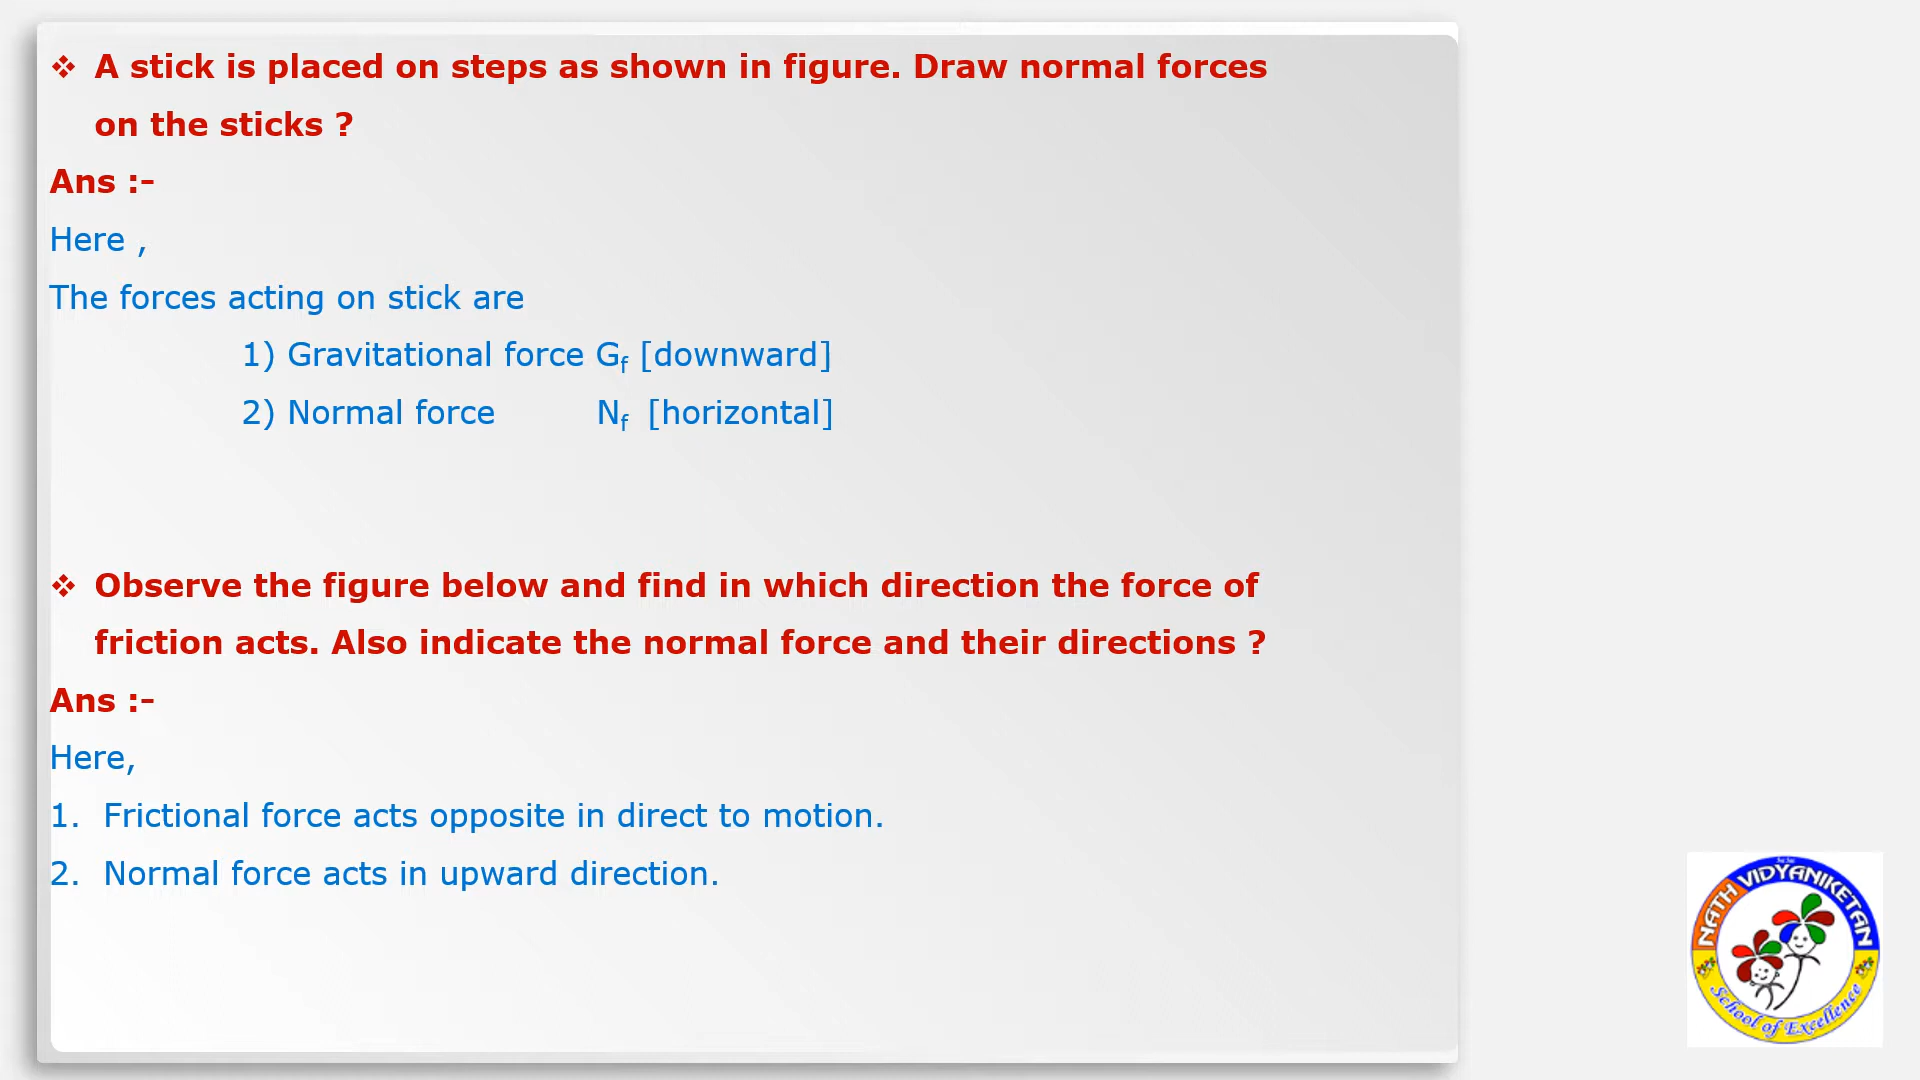 ❖ A stick is placed on steps as shown in figure. Draw normal forces
on the sticks ?
Ans :–
Here ,
The forces acting on stick are
1) Gravitational force Gf [downward]
2) Normal force Nf [horizontal]
❖ Observe the figure below and find in which direction the force of
friction acts. Also indicate the normal force and their directions ?
Ans :–
Here,
1. Frictional force acts opposite in direct to motion.
2. Normal force acts in upward direction.
NATH VIDYANIKETAN
School of Excellence